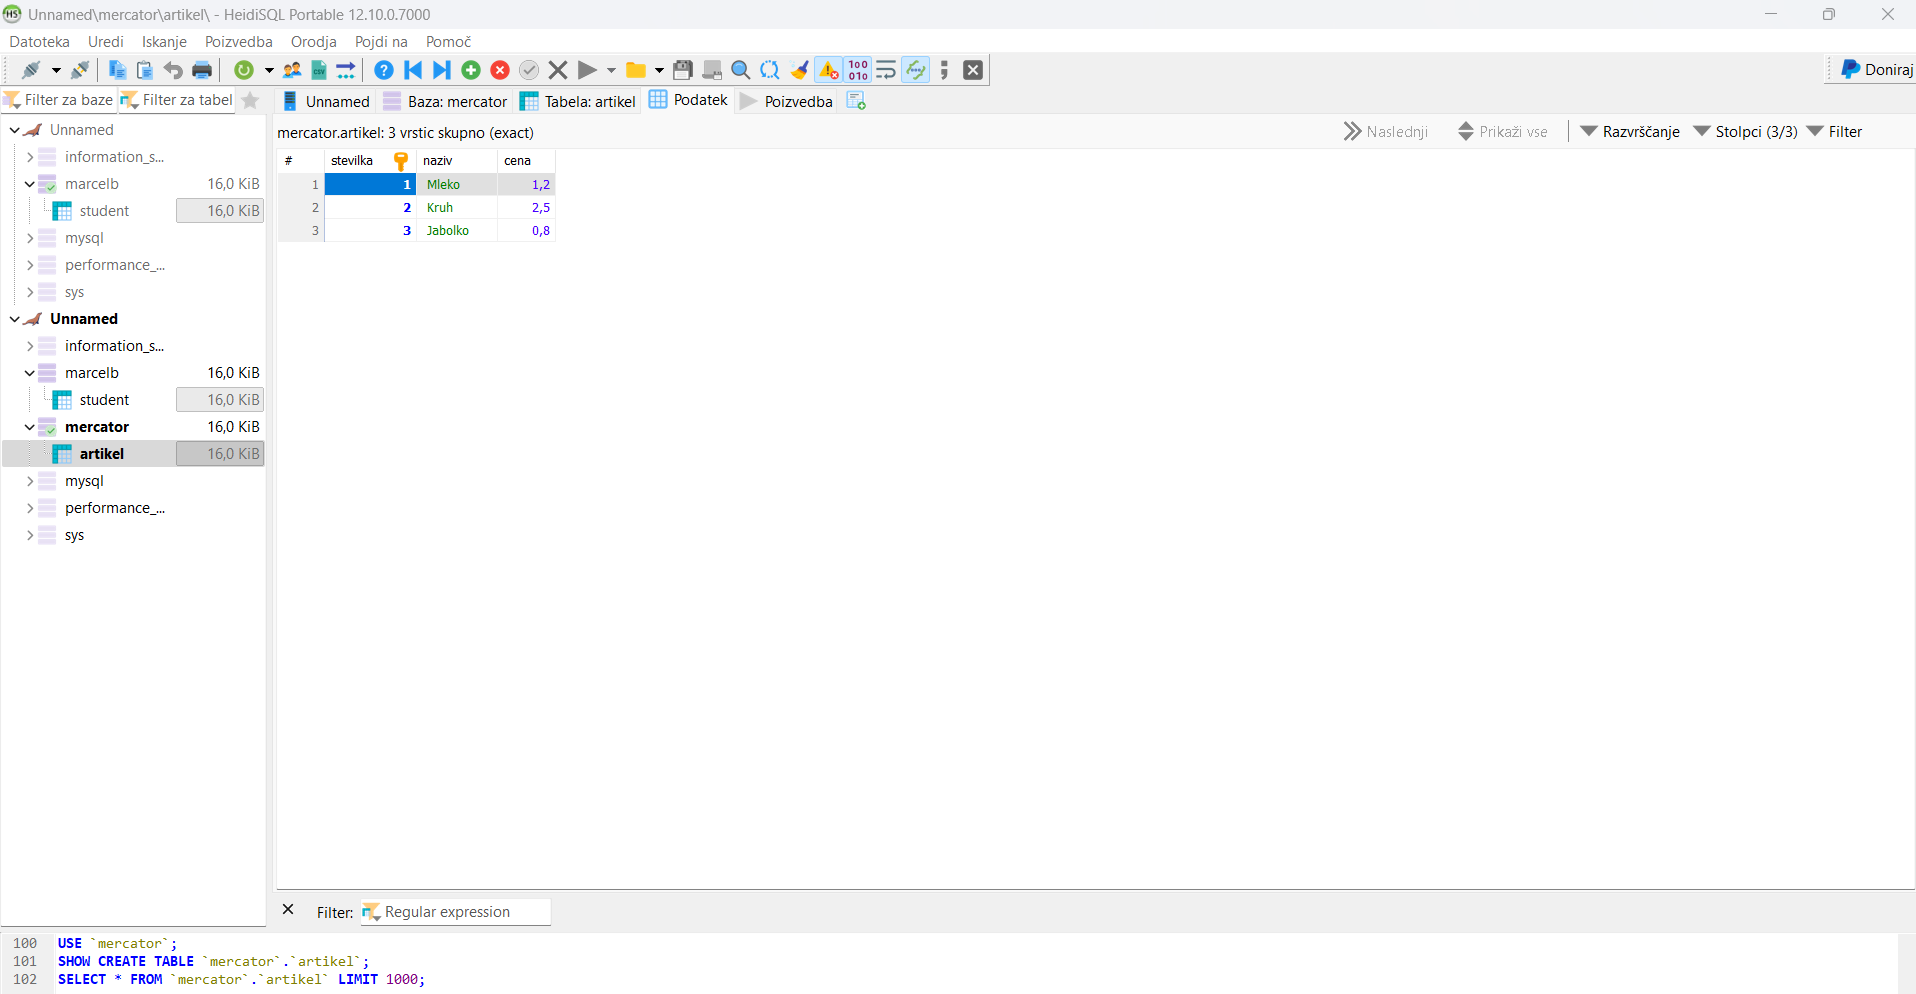 HS Unnamed\mercator\artikel\ - HeidiSQL Portable 12.10.0.7000
Datoteka Uredi Iskanje Poizvedba Orodja Pojdi na Pomoč
Doniraj
Filter za baze Filter za tabel
Unnamed Baza: mercator Tabela: artikel Podatek Poizvedba
mercator.artikel: 3 vrstic skupno (exact) Naslednji Prikaži vse Razvrščanje Stolpci (3/3) Filter
# stevilka naziv cena
1 1 Mleko 1,2
2 2 Kruh 2,5
3 3 Jabolko 0,8
Unnamed
information_s...
marcelb 16,0 KiB
student 16,0 KiB
mysql
performance_...
sys
Unnamed
information_s...
marcelb 16,0 KiB
student 16,0 KiB
mercator 16,0 KiB
artikel 16,0 KiB
mysql
performance_...
sys
Filter: Regular expression
100 USE `mercator`;
101 SHOW CREATE TABLE `mercator`.`artikel`;
102 SELECT * FROM `mercator`.`artikel` LIMIT 1000;